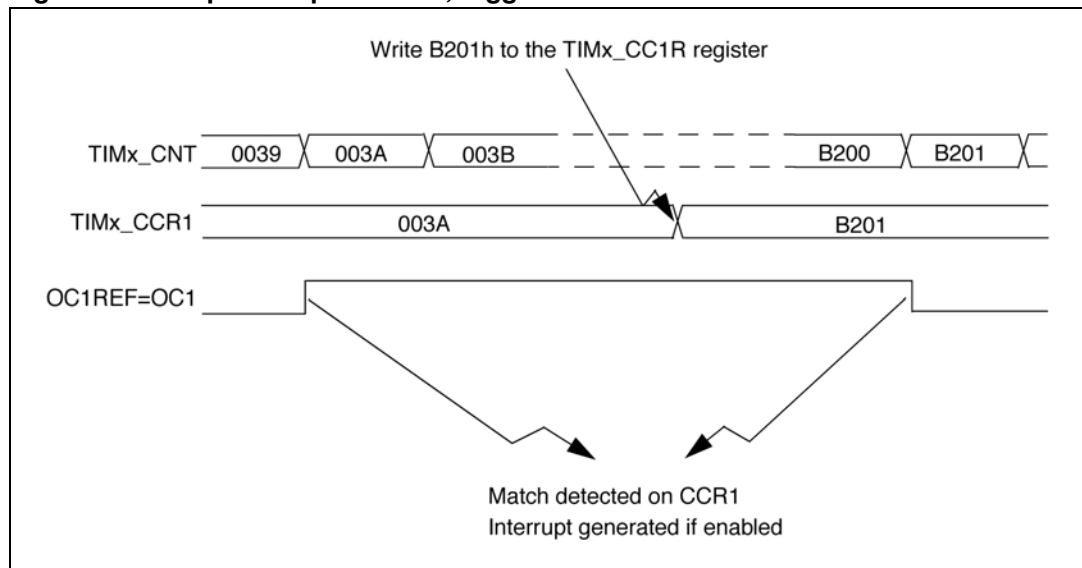 Write B201h to the TIMx_CC1R register
TIMx_CNT 0039 003A 003B B200 B201
TIMx_CCR1 003A B201
OC1REF=OC1
Match detected on CCR1
Interrupt generated if enabled